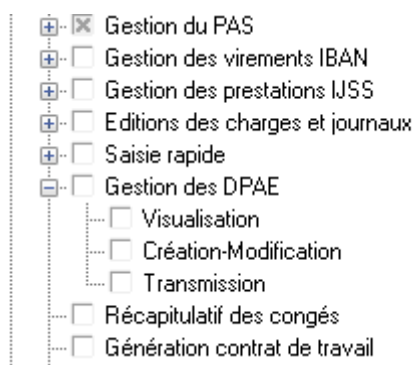 Gestion du PAS
Gestion des virements IBAN
Gestion des prestations IJSS
Editions des charges et journaux
Saisie rapide
Gestion des DPAE
Visualisation
Création-Modification
Transmission
Récapitulatif des congés
Génération contrat de travail